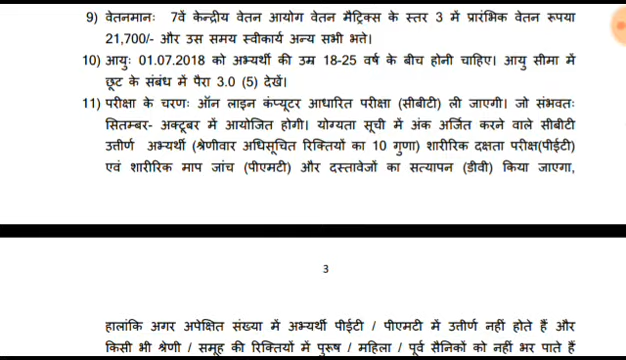 9) वेतनमानः 7वें केन्द्रीय वेतन आयोग वेतन मैट्रिक्स के स्तर 3 में प्रारंभिक वेतन रूपया
21,700/- और उस समय स्वीकार्य अन्य सभी भत्ते।
10) आयुः 01.07.2018 को अभ्यर्थी की उम्र 18-25 वर्ष के बीच होनी चाहिए। आयु सीमा में
छूट के संबंध में पैरा 3.0 (5) देखें।
11) परीक्षा के चरणः ऑन लाइन कंप्यूटर आधारित परीक्षा (सीबीटी) ली जाएगी। जो संभवतः
सितम्बर- अक्टूबर में आयोजित होगी। योग्यता सूची में अंक अर्जित करने वाले सीबीटी
उत्तीर्ण अभ्यर्थी (श्रेणीवार अधिसूचित रिक्तियों का 10 गुणा) शारीरिक दक्षता परीक्ष(पीईटी)
एवं शारीरिक माप जांच (पीएमटी) और दस्तावेजों का सत्यापन (डीवी) किया जाएगा,
3
हालांकि अगर अपेक्षित संख्या में अभ्यर्थी पीईटी / पीएमटी में उत्तीर्ण नहीं होते हैं और
किसी भी श्रेणी / समूह की रिक्तियों में पुरूष / महिला / पूर्व सैनिकों को नहीं भर पाते हैं